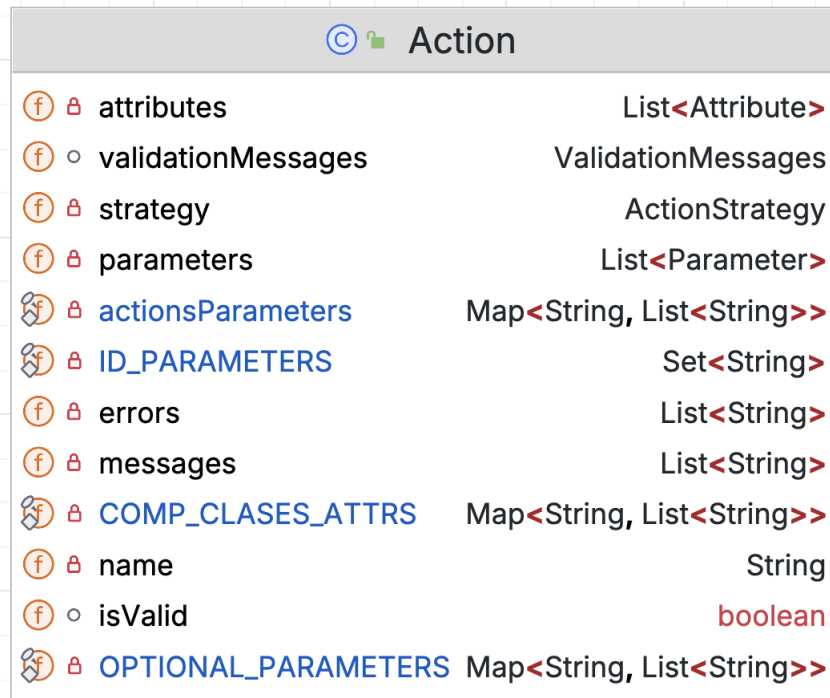 Action
attributes List<Attribute>
validationMessages ValidationMessages
strategy ActionStrategy
parameters List<Parameter>
actionsParameters Map<String, List<String>>
ID_PARAMETERS Set<String>
errors List<String>
messages List<String>
COMP_CLASES_ATTRS Map<String, List<String>>
name String
isValid boolean
OPTIONAL_PARAMETERS Map<String, List<String>>